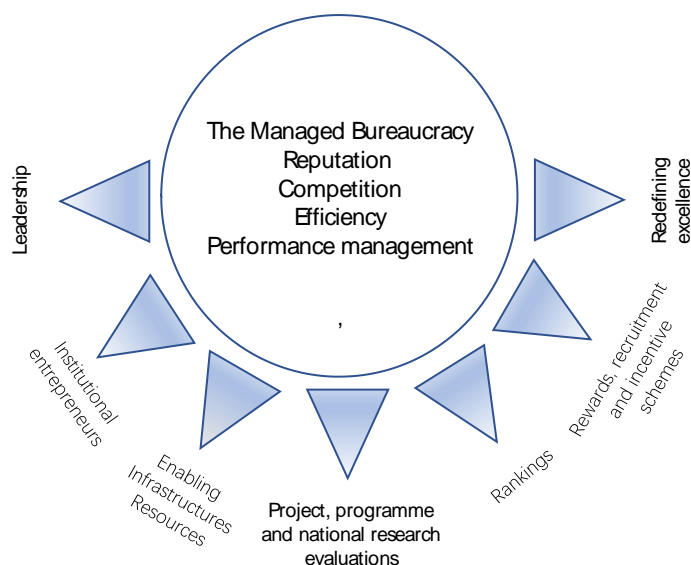 The Managed Bureaucracy
Reputation
Competition
Efficiency
Performance management
,
Leadership
Institutional
entrepreneurs
Enabling
Infrastructures
Resources
Project, programme
and national research
evaluations
Rankings
Rewards, recruitment
and incentive
schemes
Redefining
excellence